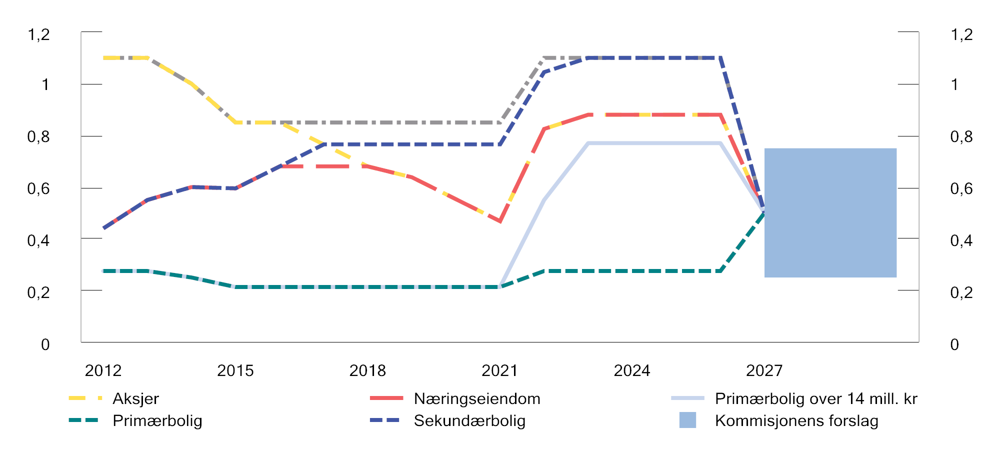 1,2 1,2
1 1
0,8 0,8
0,6 0,6
0,4 0,4
0,2 0,2
0 0
2012 2015 2018 2021 2024 2027
Aksjer Næringseiendom Primærbolig over 14 mill. kr
Primærbolig Sekundærbolig Kommisjonens forslag